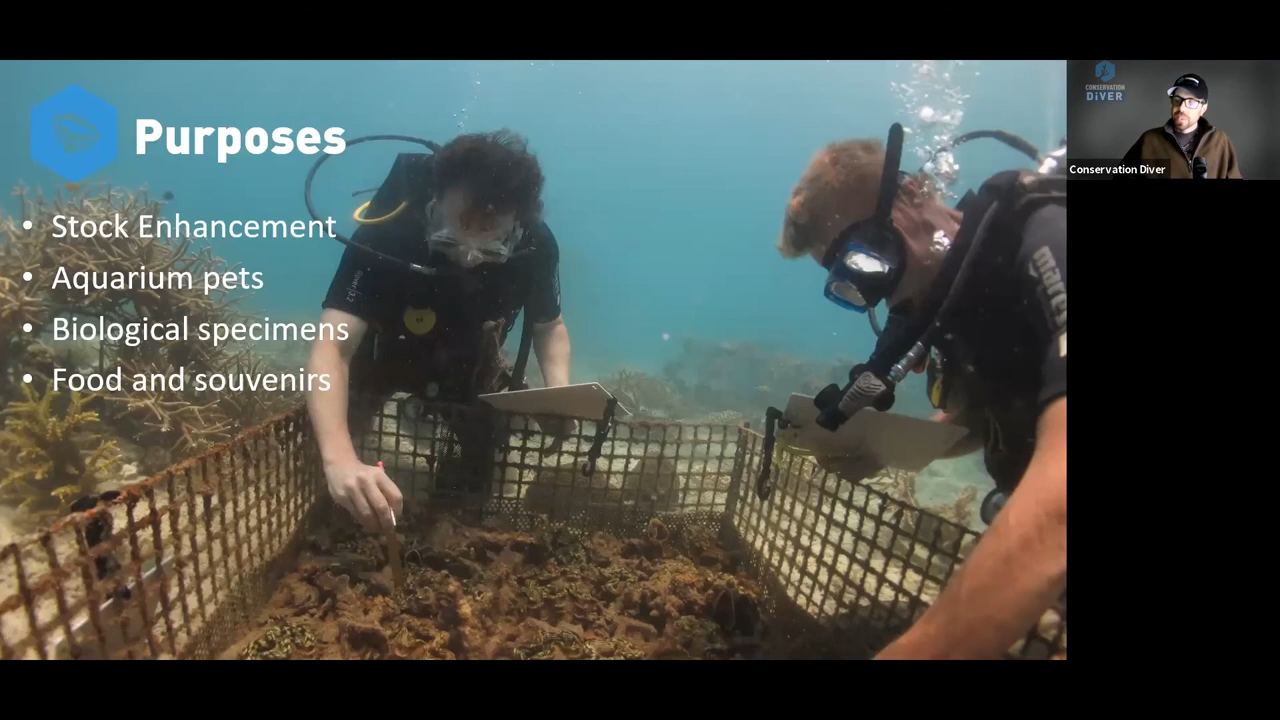 Purposes
• Stock Enhancement
• Aquarium pets
• Biological specimens
• Food and souvenirs
CONSERVATION
DIVER
Conservation Diver